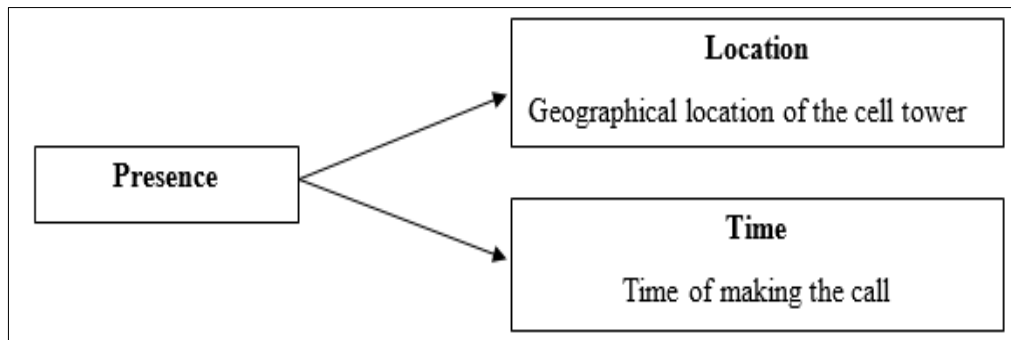 Presence
Location
Geographical location of the cell tower
Time
Time of making the call